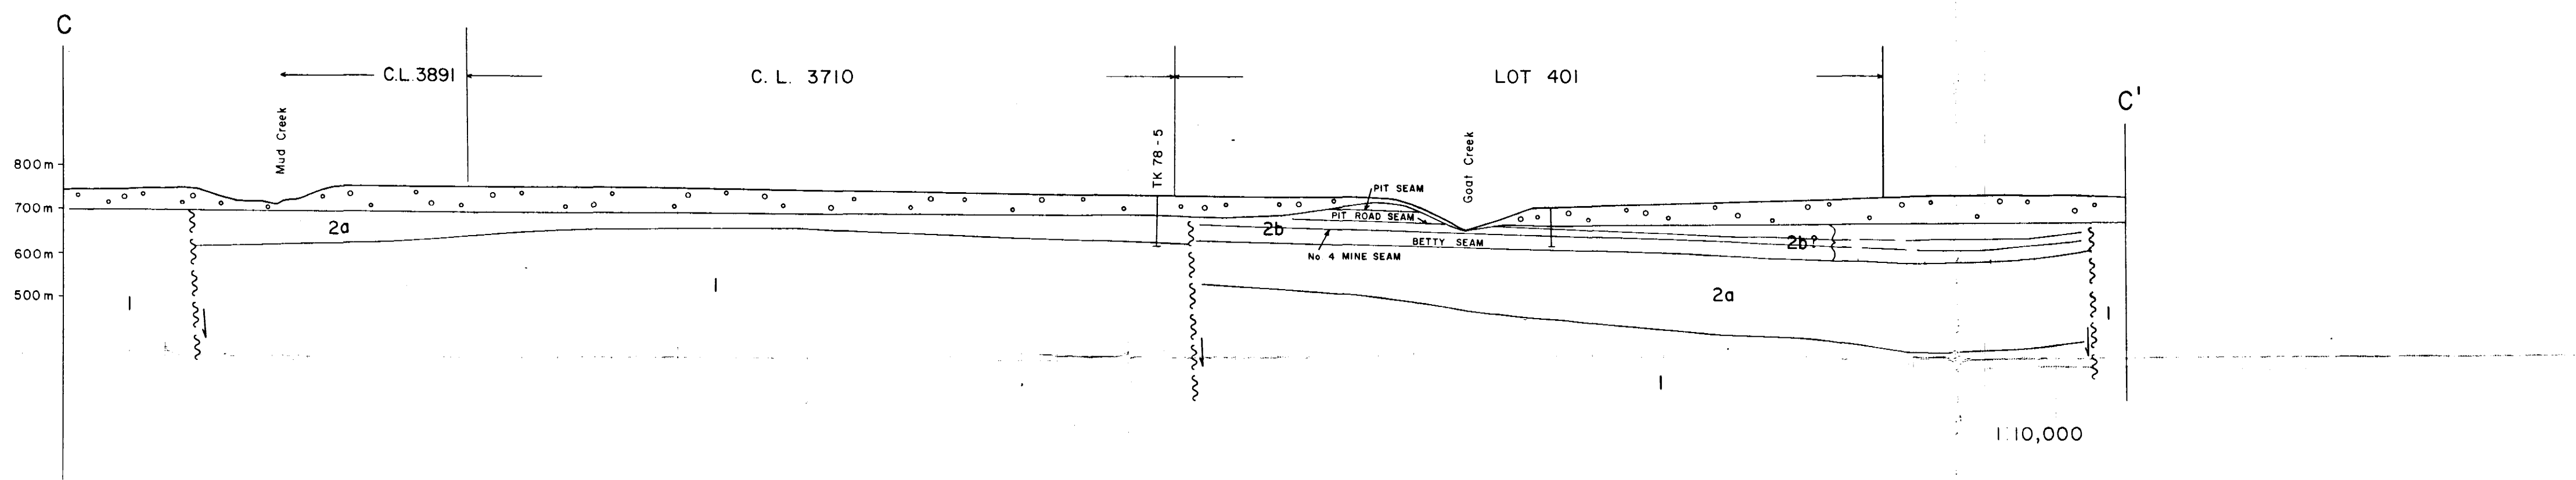 C
C.L.3891
C. L. 3710
LOT 401
C'
Mud Creek
TK 78 - 5
Goat Creek
800m
700m
600m
500m
PIT SEAM
PIT ROAD SEAM
2a
2b
BETTY SEAM
2b?
No 4 MINE SEAM
1
1
2a
1
1
1:10,000